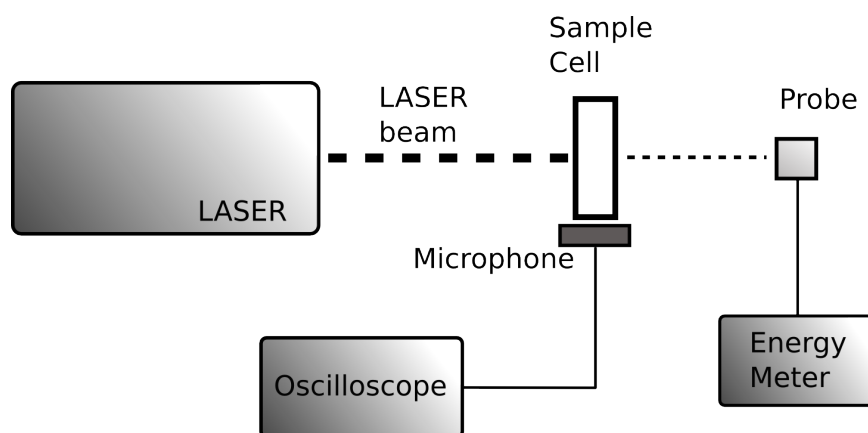 Sample
Cell
LASER
beam
Probe
LASER
Microphone
Oscilloscope
Energy
Meter